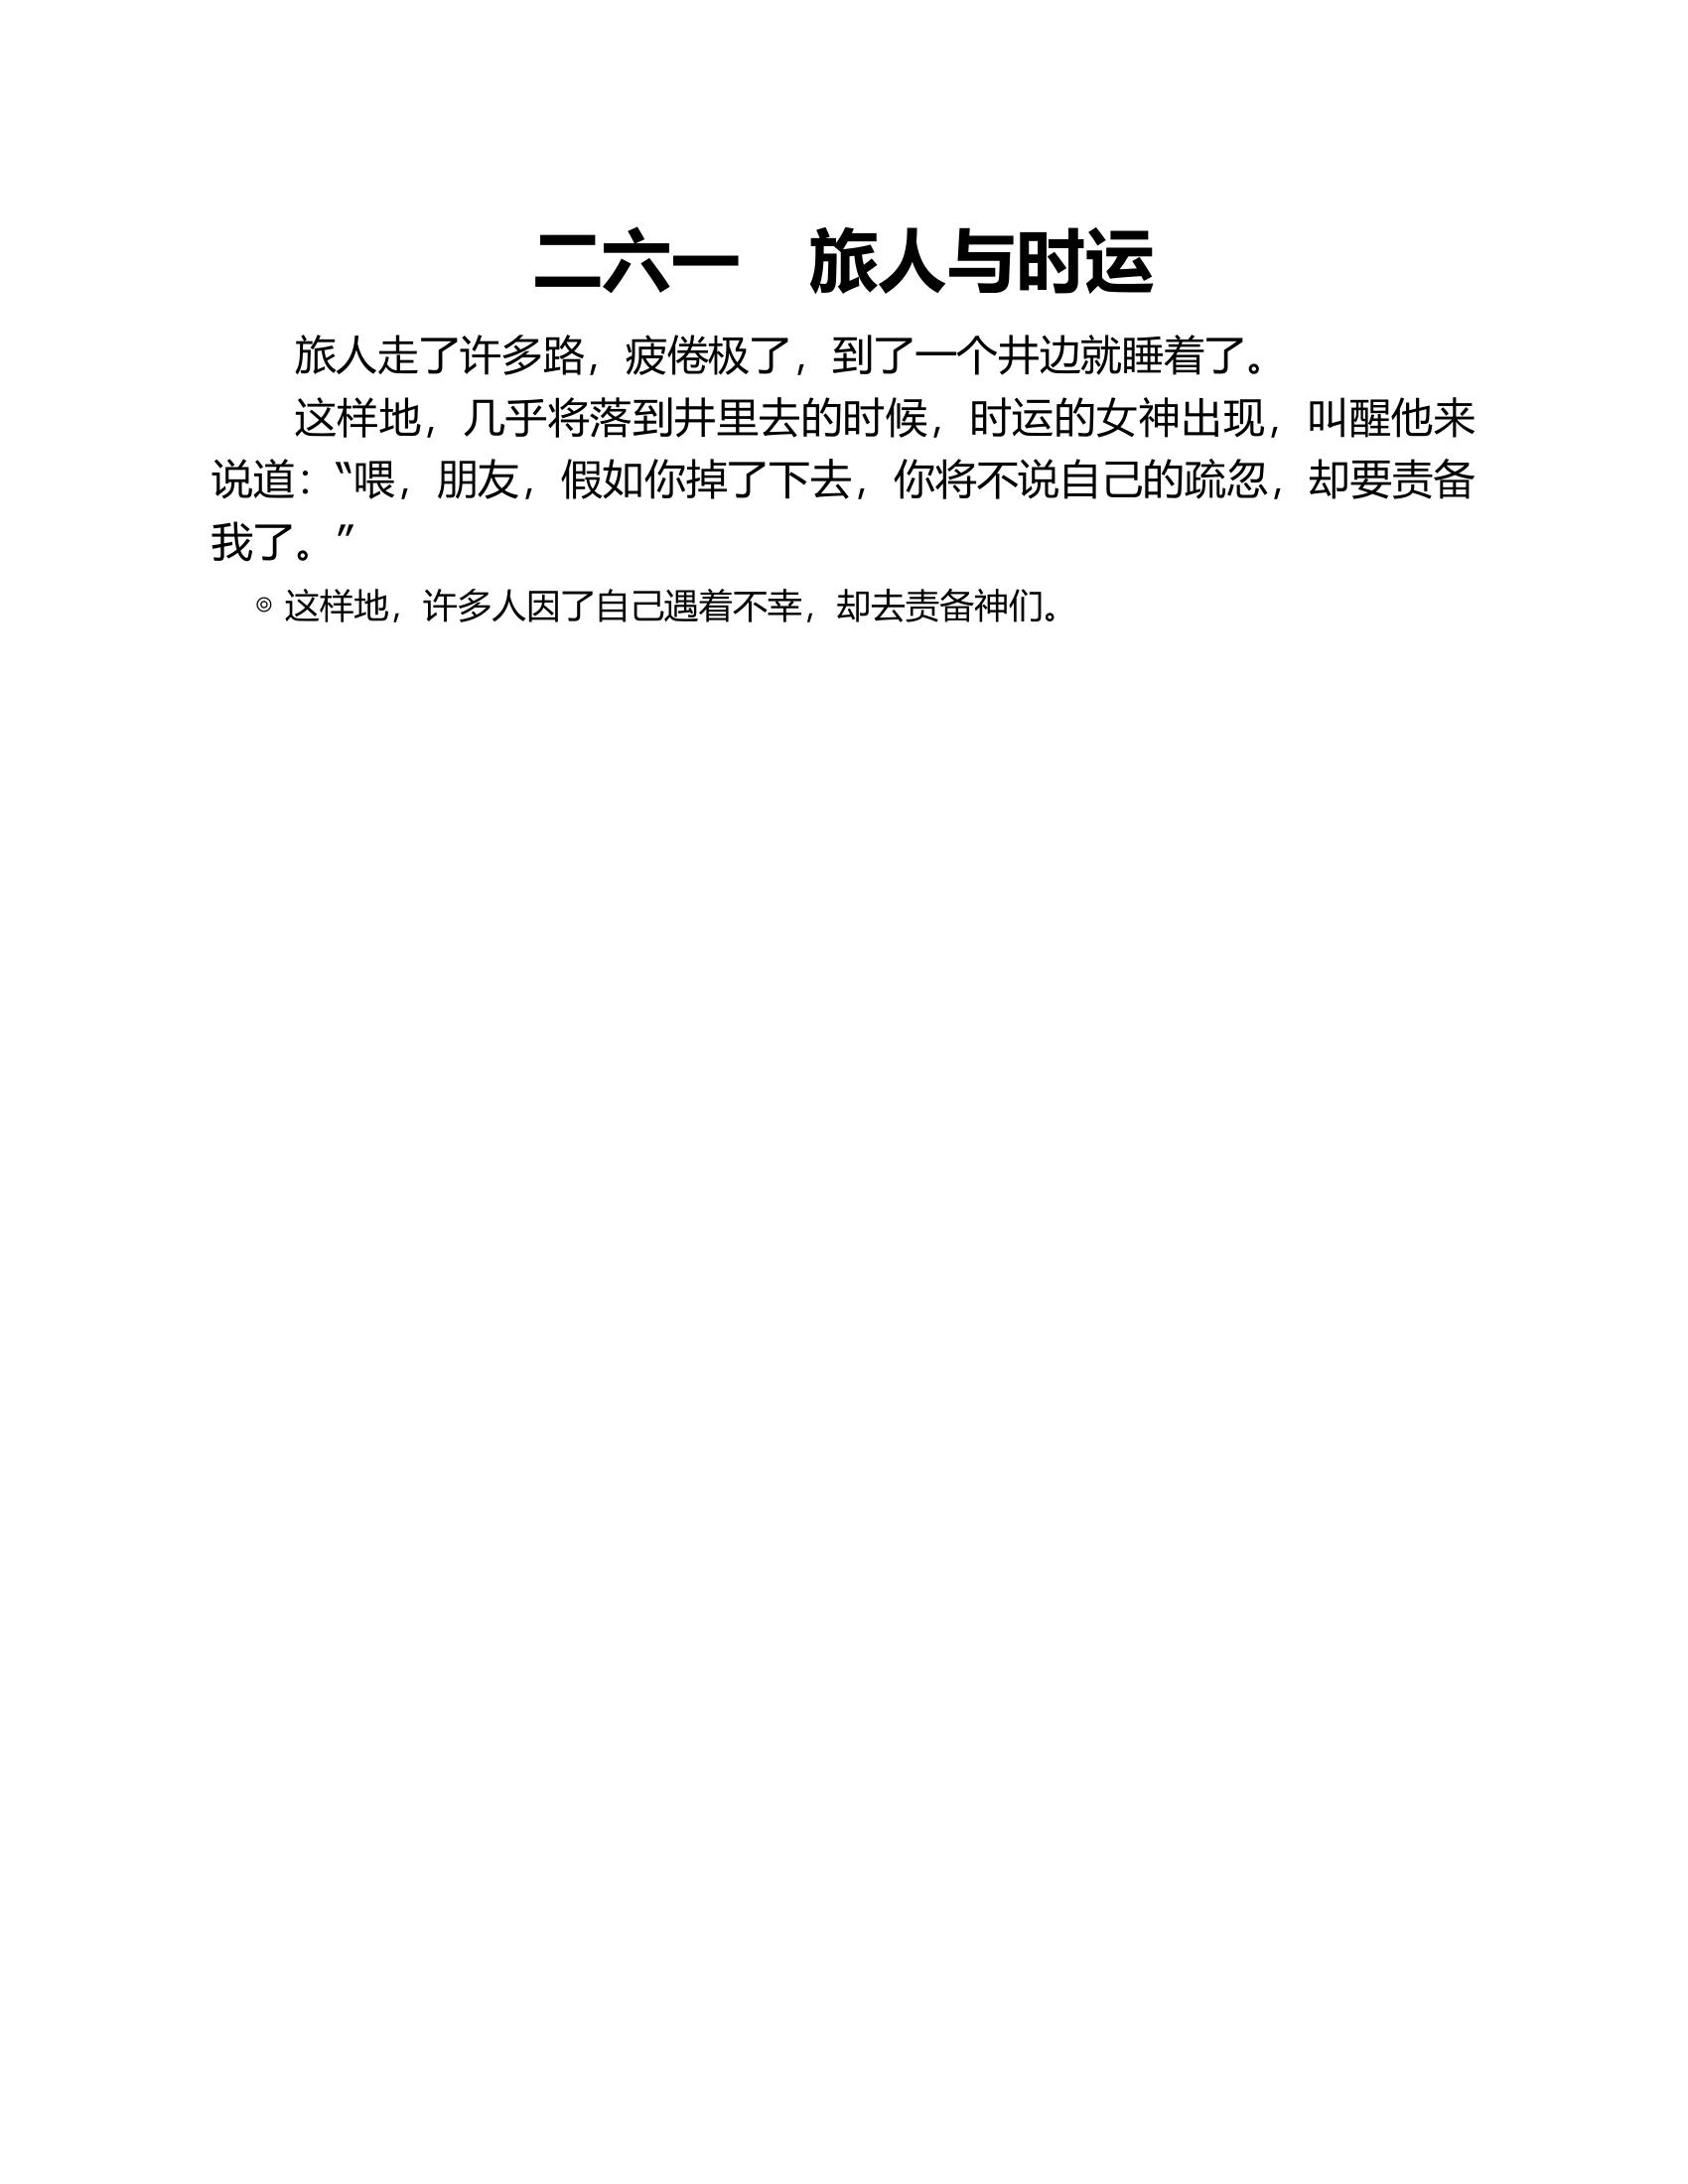 二六一　旅人与时运
旅人走了许多路，疲倦极了，到了一个井边就睡着了。
这样地，几乎将落到井里去的时候，时运的女神出现，叫醒他来
说道：“喂，朋友，假如你掉了下去，你将不说自己的疏忽，却要责备
我了。”
◎ 这样地，许多人因了自己遇着不幸，却去责备神们。